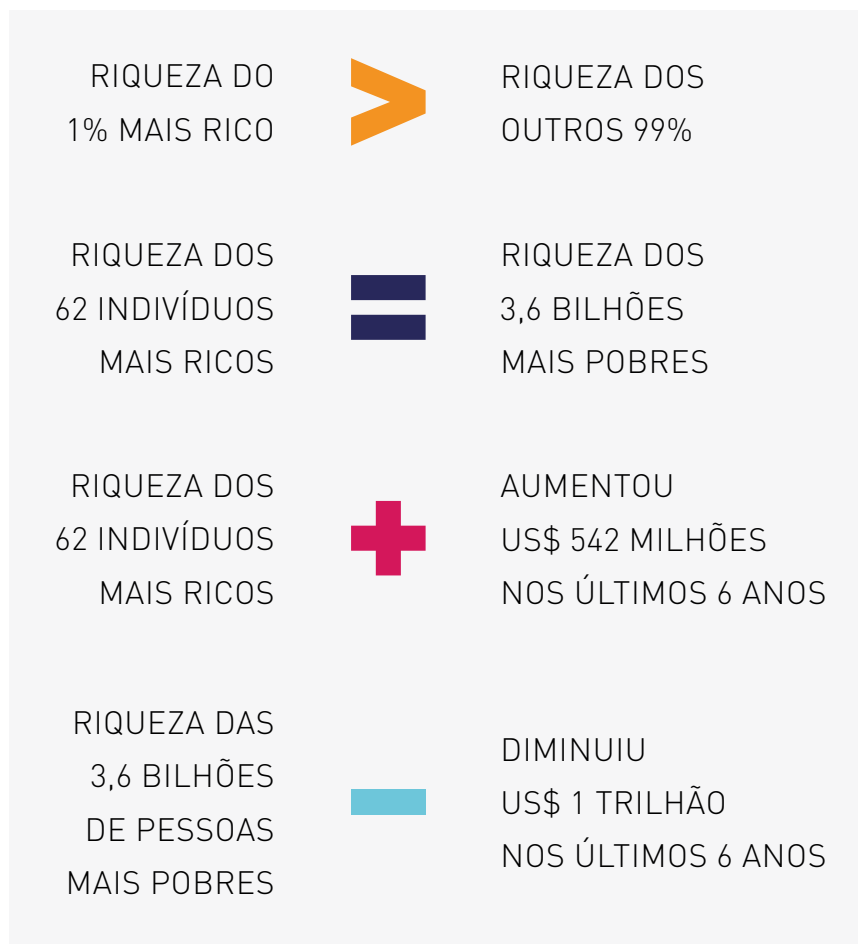 RIQUEZA DO
1% MAIS RICO
>
RIQUEZA DOS
OUTROS 99%
RIQUEZA DOS
62 INDIVÍDUOS
MAIS RICOS
=
RIQUEZA DOS
3,6 BILHÕES
MAIS POBRES
RIQUEZA DOS
62 INDIVÍDUOS
MAIS RICOS
+
AUMENTOU
US$ 542 MILHÕES
NOS ÚLTIMOS 6 ANOS
RIQUEZA DAS
3,6 BILHÕES
DE PESSOAS
MAIS POBRES
-
DIMINUIU
US$ 1 TRILHÃO
NOS ÚLTIMOS 6 ANOS